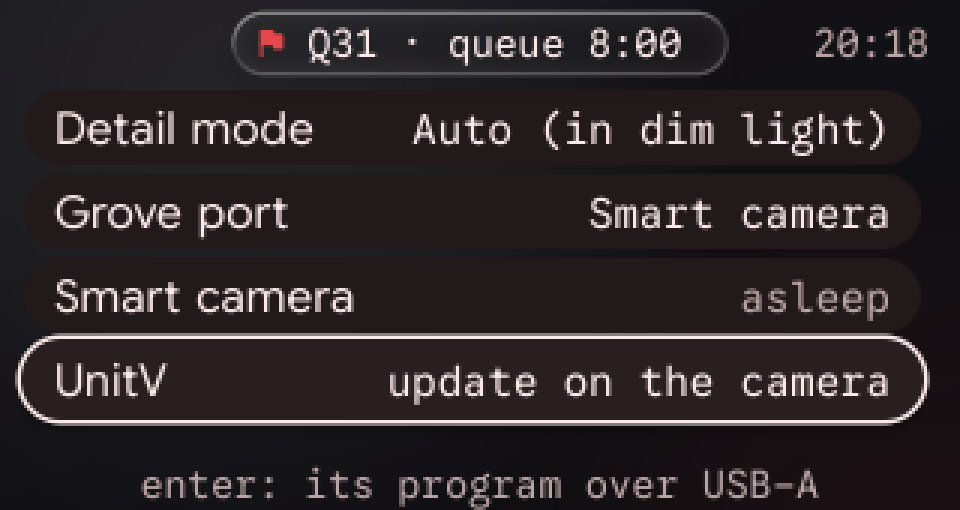 Q31 · queue 8:00 20:18
Detail mode Auto (in dim light)
Grove port Smart camera
Smart camera asleep
UnitV update on the camera
enter: its program over USB-A